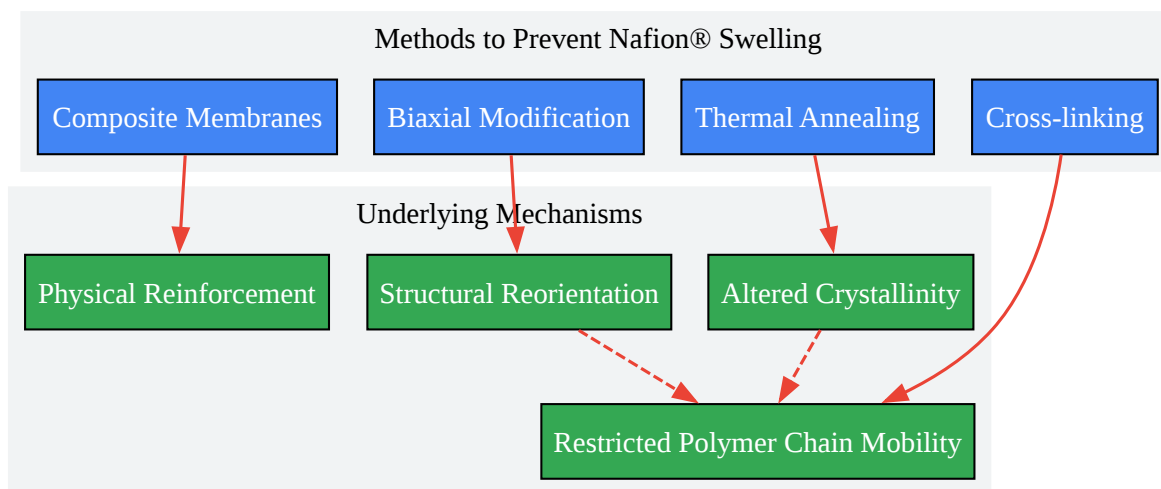 Methods to Prevent Nafion® Swelling
Composite Membranes
Biaxial Modification
Thermal Annealing
Cross-linking
Underlying Mechanisms
Physical Reinforcement
Structural Reorientation
Altered Crystallinity
Restricted Polymer Chain Mobility